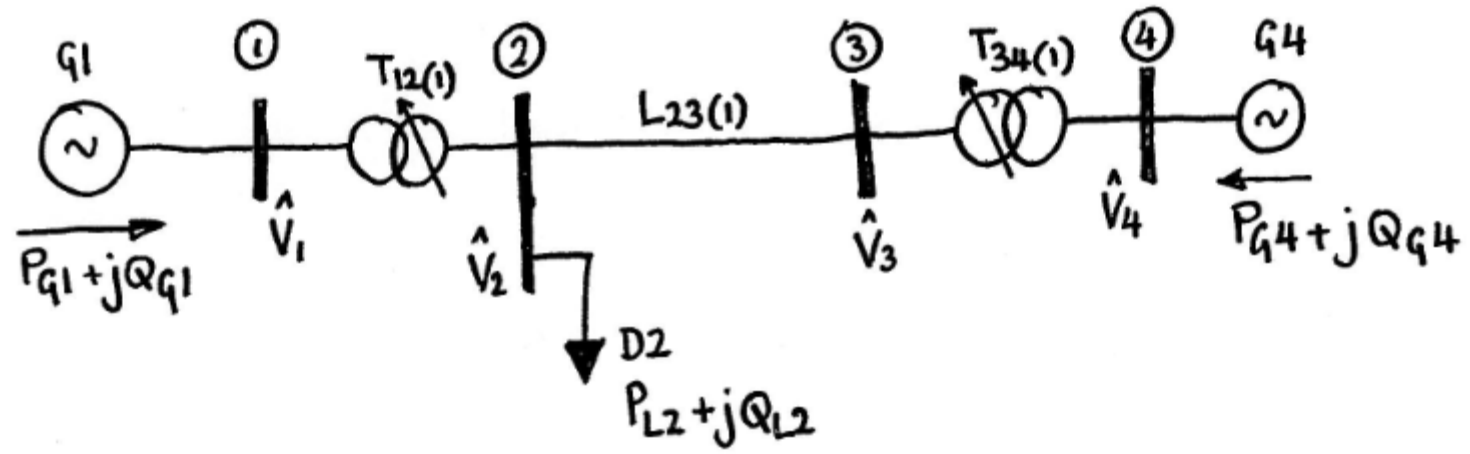 G1
①
T12(1)
②
L23(1)
③
T34(1)
④
G4
~
~
V̂1
V̂2
V̂3
V̂4
PG1+jQG1
PG4+jQG4
D2
PL2+jQL2